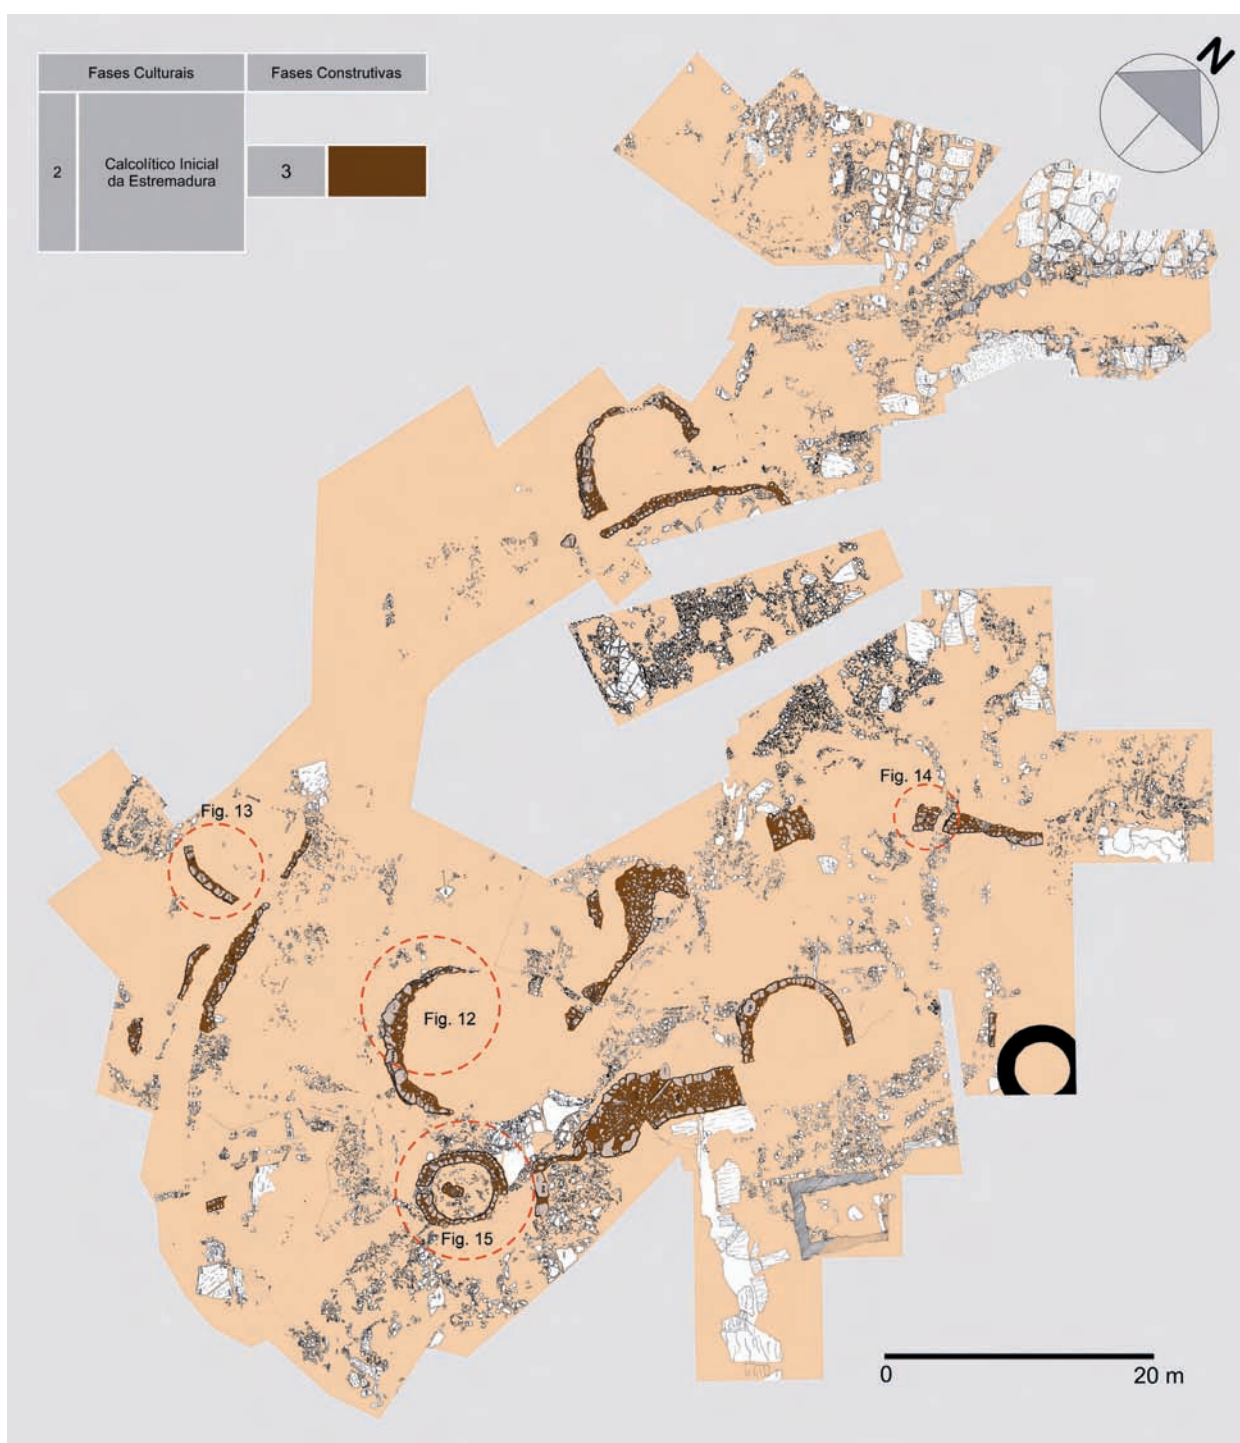 Fases Culturais
Fases Construtivas
2
Calcolítico Inicial
da Estremadura
3
N
Fig. 13
Fig. 14
Fig. 12
Fig. 15
0
20 m